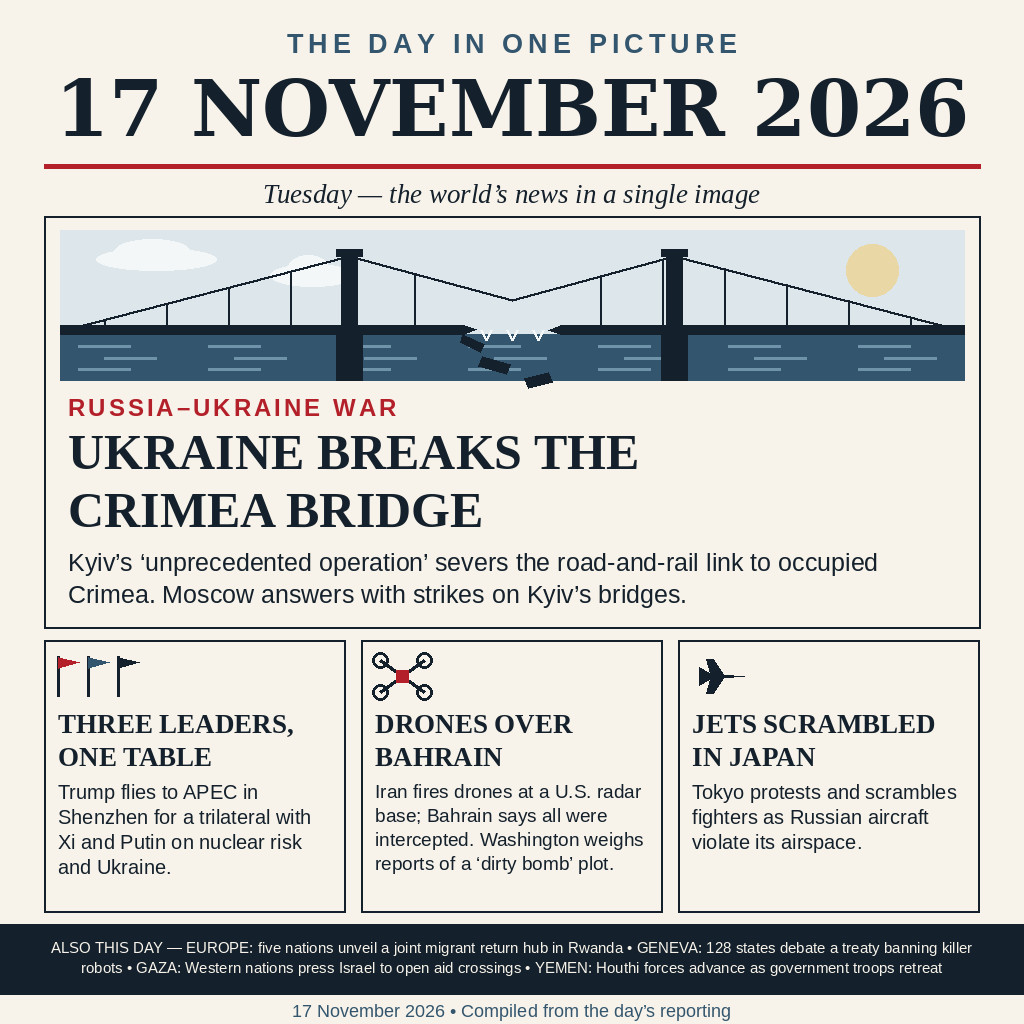 THE DAY IN ONE PICTURE
17 NOVEMBER 2026
Tuesday — the world’s news in a single image
RUSSIA–UKRAINE WAR
UKRAINE BREAKS THE
CRIMEA BRIDGE
Kyiv’s ‘unprecedented operation’ severs the road-and-rail link to occupied
Crimea. Moscow answers with strikes on Kyiv’s bridges.
THREE LEADERS,
ONE TABLE
Trump flies to APEC in
Shenzhen for a trilateral with
Xi and Putin on nuclear risk
and Ukraine.
DRONES OVER
BAHRAIN
Iran fires drones at a U.S. radar
base; Bahrain says all were
intercepted. Washington weighs
reports of a ‘dirty bomb’ plot.
JETS SCRAMBLED
IN JAPAN
Tokyo protests and scrambles
fighters as Russian aircraft
violate its airspace.
ALSO THIS DAY — EUROPE: five nations unveil a joint migrant return hub in Rwanda • GENEVA: 128 states debate a treaty banning killer
robots • GAZA: Western nations press Israel to open aid crossings • YEMEN: Houthi forces advance as government troops retreat
17 November 2026 • Compiled from the day’s reporting